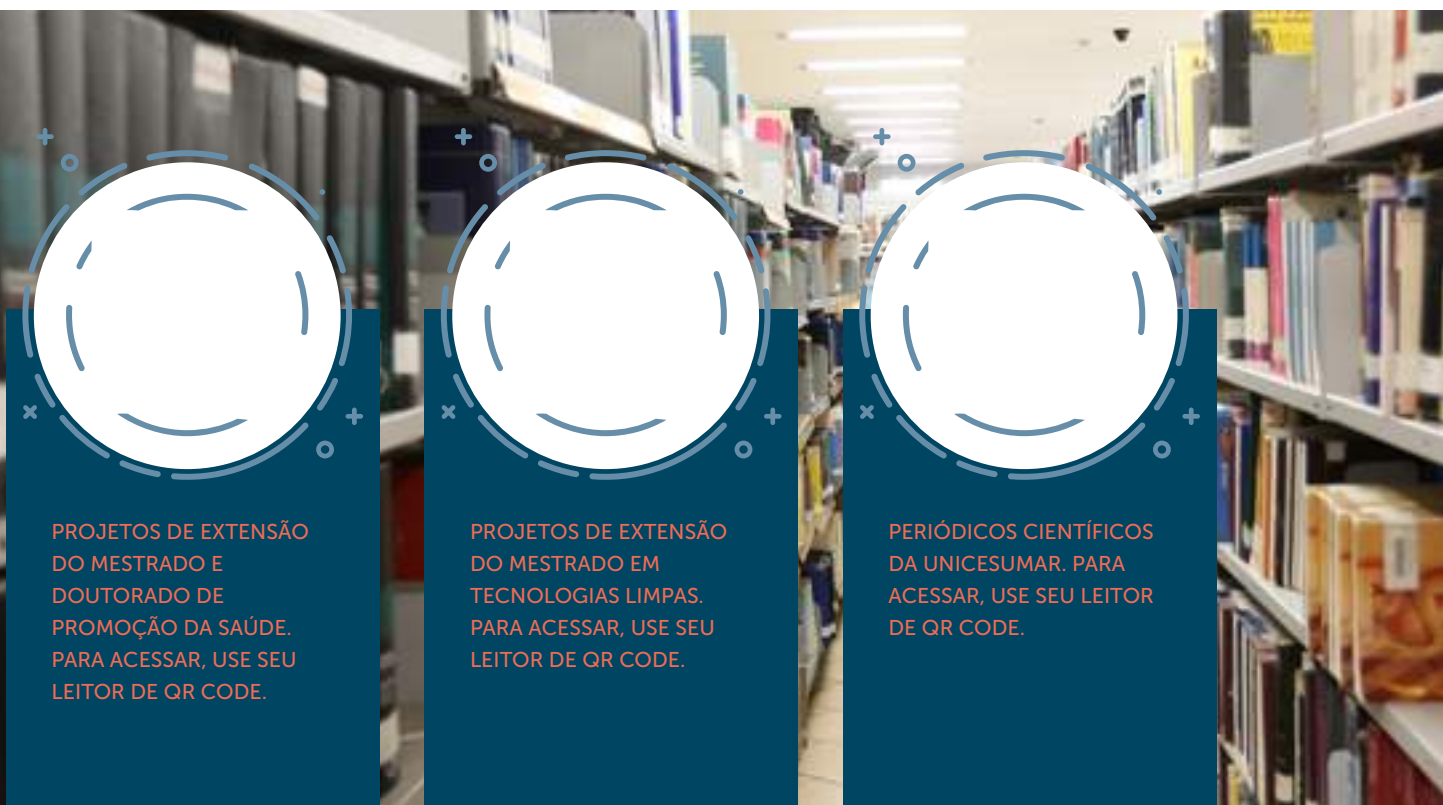 PROJETOS DE EXTENSÃO
DO MESTRADO E
DOUTORADO DE
PROMOÇÃO DA SAÚDE.
PARA ACESSAR, USE SEU
LEITOR DE QR CODE.
PROJETOS DE EXTENSÃO
DO MESTRADO EM
TECNOLOGIAS LIMPAS.
PARA ACESSAR, USE SEU
LEITOR DE QR CODE.
PERIÓDICOS CIENTÍFICOS
DA UNICESUMAR. PARA
ACESSAR, USE SEU LEITOR
DE QR CODE.